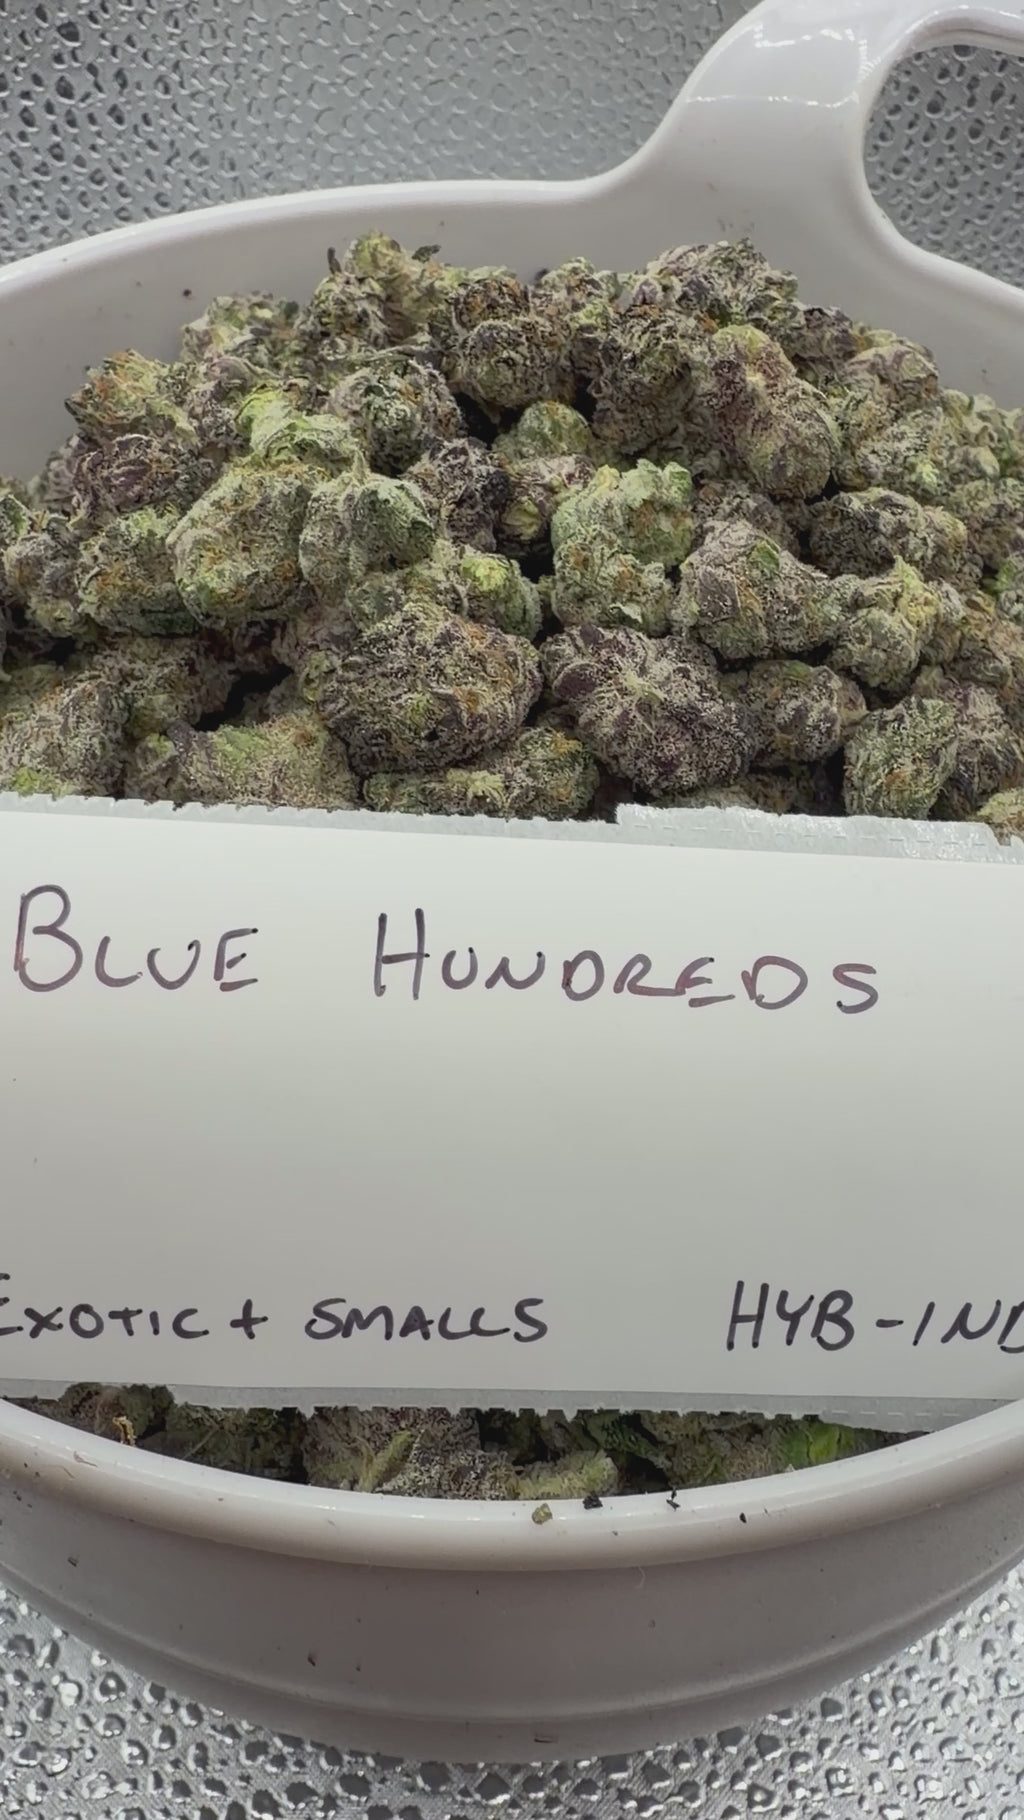 BLUE HUNDREDS
EXOTIC + SMALLS HYB-IND